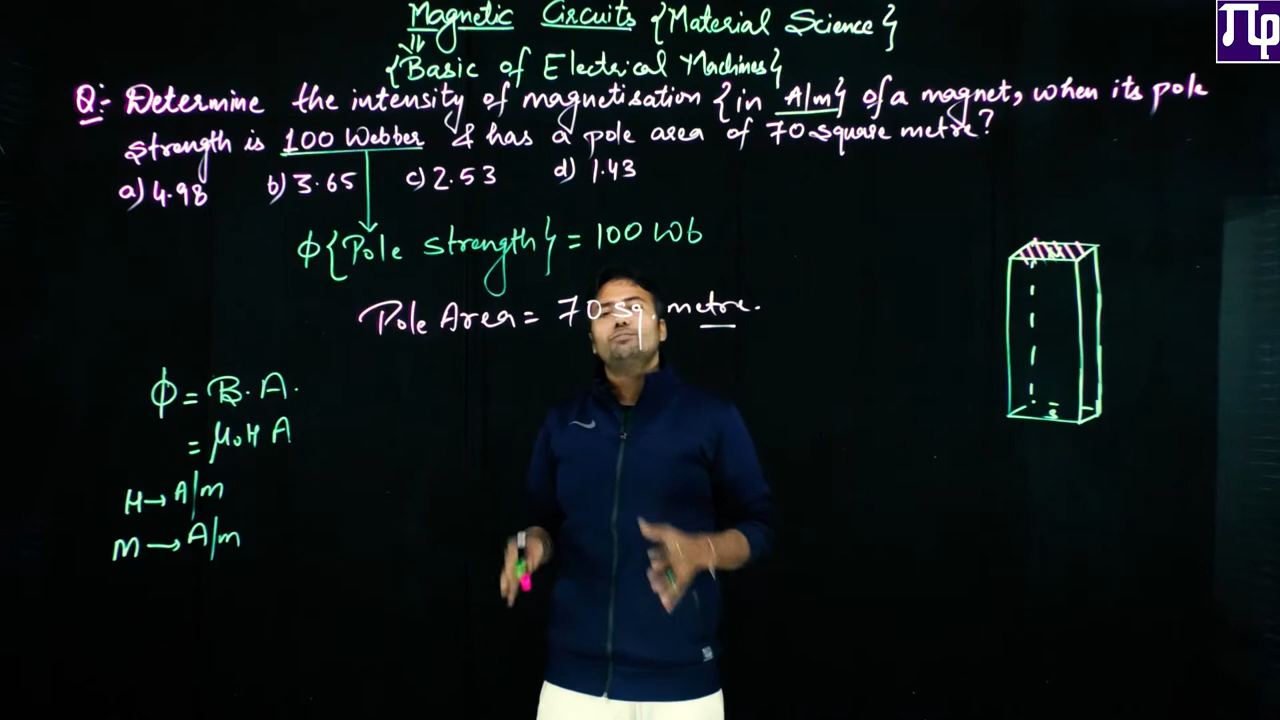 Magnetic Circuits {Material Science}
⇓
{Basic of Electrical Machines}
Q:- Determine the intensity of magnetisation {in A/m} of a magnet, when its pole
strength is 100 Webber & has a pole area of 70 square metre?
a) 4.98 b) 3.65 c) 2.53 d) 1.43
ϕ{Pole strength} = 100 Wb
Pole Area = 70 sq. metre.
ϕ = B.A.
= μ₀H A
H → A/m
M → A/m
Πφ